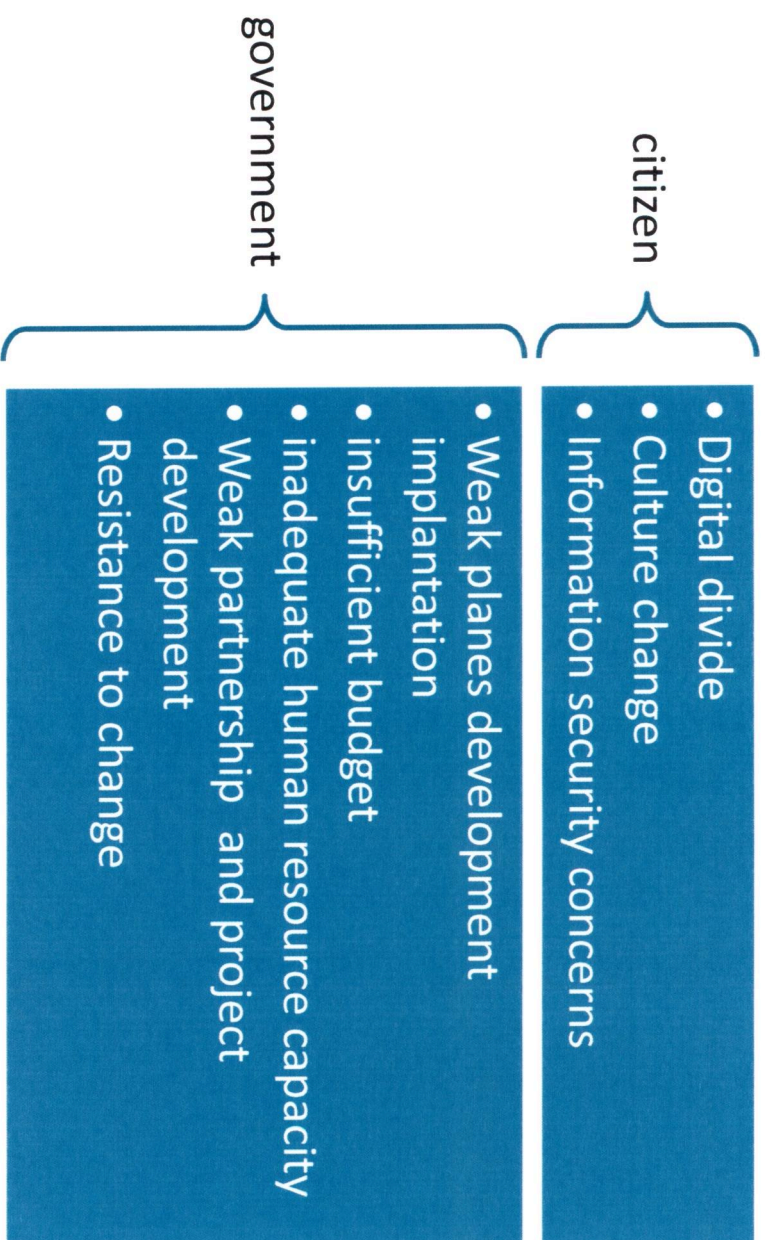 citizen
• Digital divide
• Culture change
• Information security concerns
government
• Weak planes development
implantation
• insufficient budget
• inadequate human resource capacity
• Weak partnership and project
development
• Resistance to change